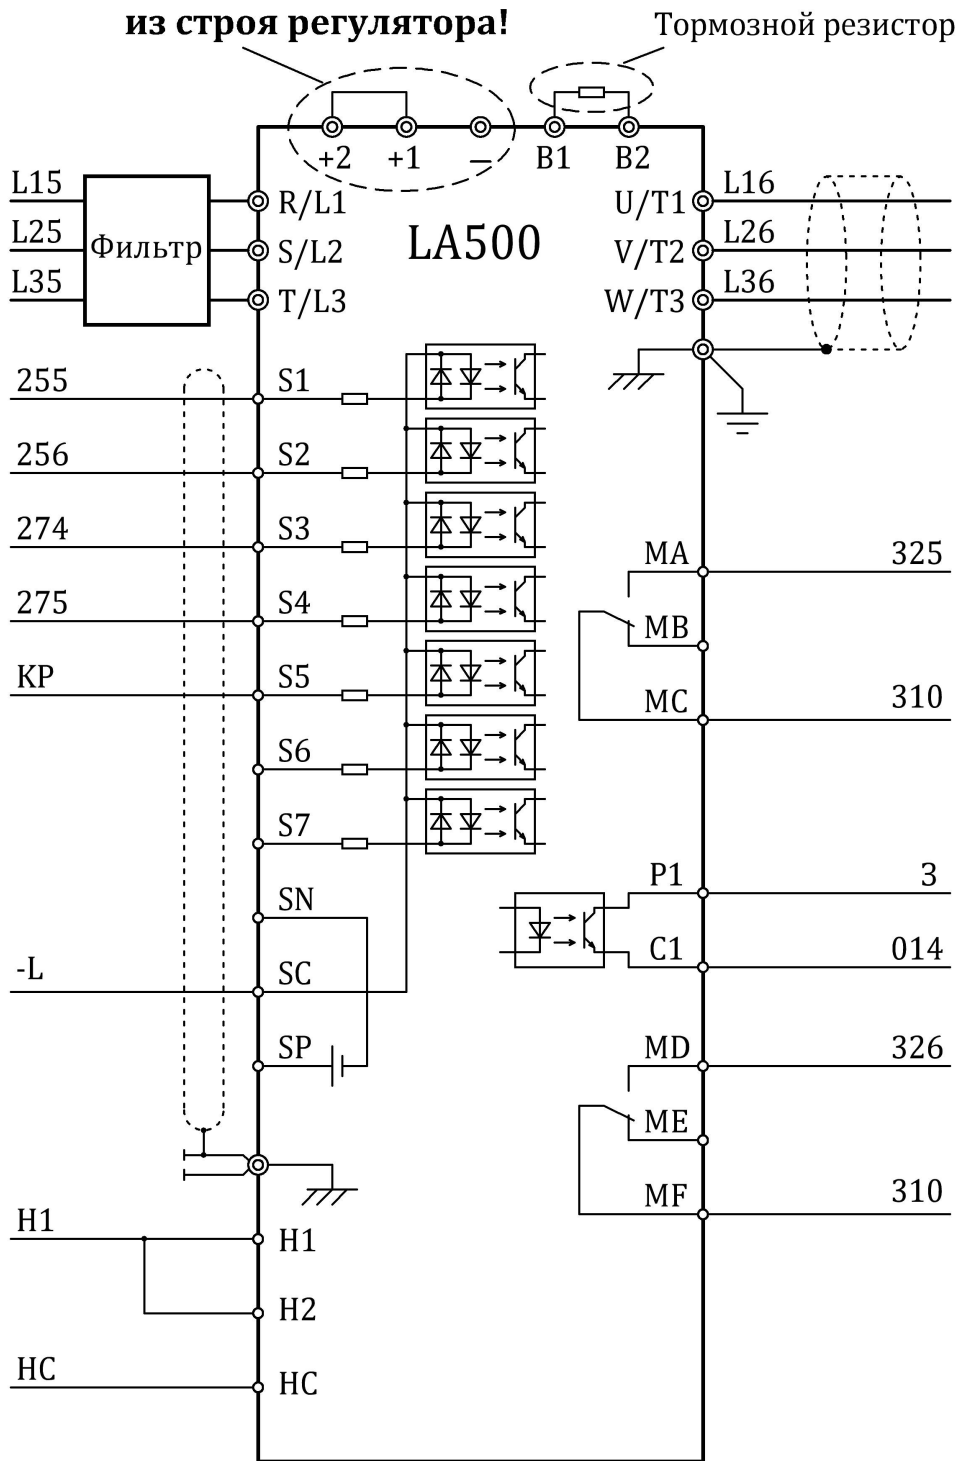 из строя регулятора!
Тормозной резистор
+2 +1 – B1 B2
L15 R/L1 U/T1 L16
Фильтр LA500
L25 S/L2 V/T2 L26
L35 T/L3 W/T3 L36
255 S1
256 S2
274 S3
275 S4
KP S5
S6
S7
SN
-L SC
SP
MA 325
MB
MC 310
P1 3
C1 014
MD 326
ME
MF 310
H1 H1
H2
HC HC